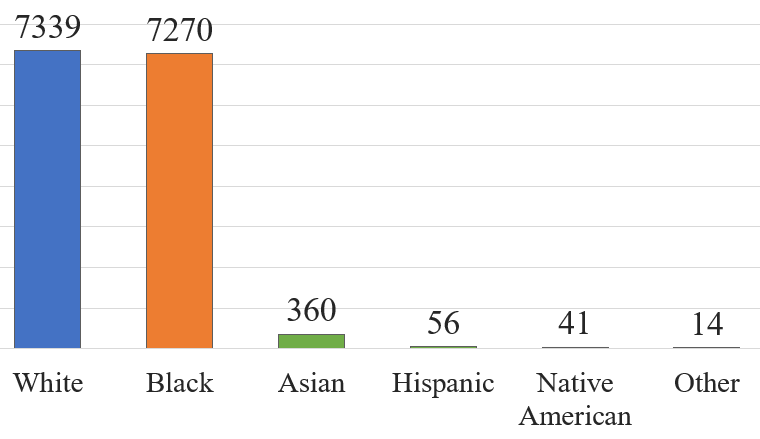 7339
7270
360
56
41
14
White
Black
Asian
Hispanic
Native
American
Other